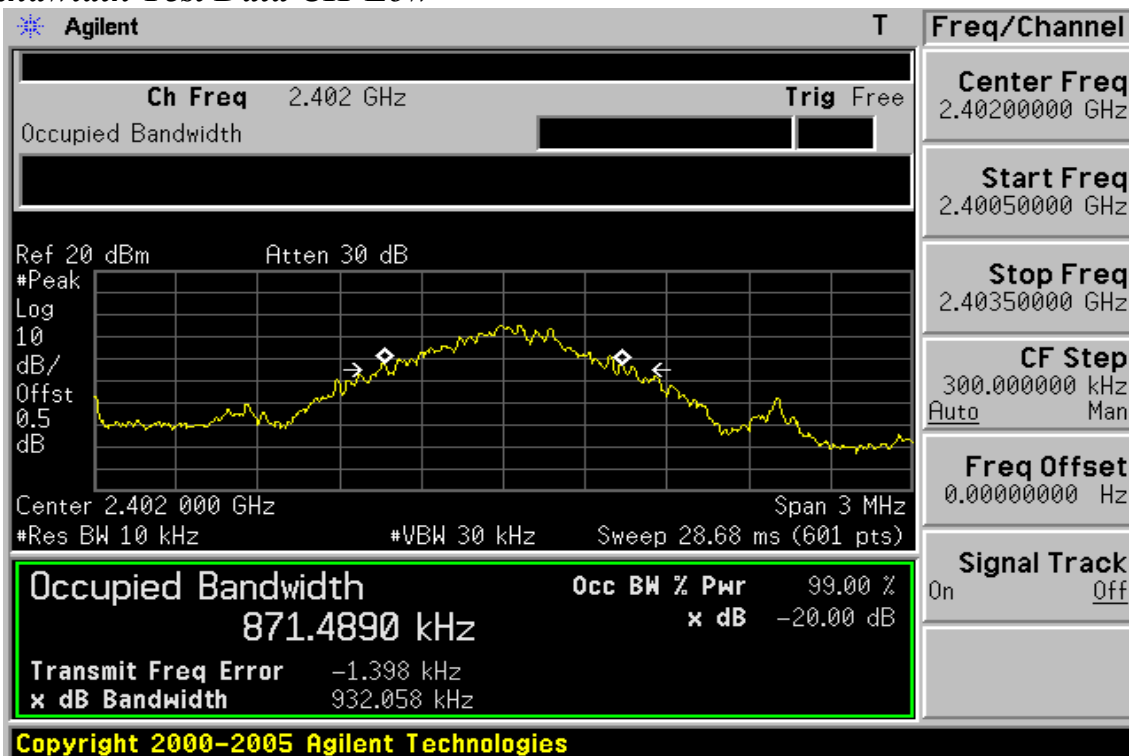 Agilent T Freq/Channel
Ch Freq 2.402 GHz Trig Free
Occupied Bandwidth
Center Freq
2.40200000 GHz
Start Freq
2.40050000 GHz
Stop Freq
2.40350000 GHz
CF Step
300.000000 kHz
Auto Man
Freq Offset
0.00000000 Hz
Signal Track
On Off
Ref 20 dBm Atten 30 dB
#Peak
Log
10
dB/
Offst
0.5
dB
Center 2.402 000 GHz Span 3 MHz
#Res BW 10 kHz #VBW 30 kHz Sweep 28.68 ms (601 pts)
Occupied Bandwidth Occ BW % Pwr 99.00 %
871.4890 kHz x dB -20.00 dB
Transmit Freq Error -1.398 kHz
x dB Bandwidth 932.058 kHz
Copyright 2000-2005 Agilent Technologies